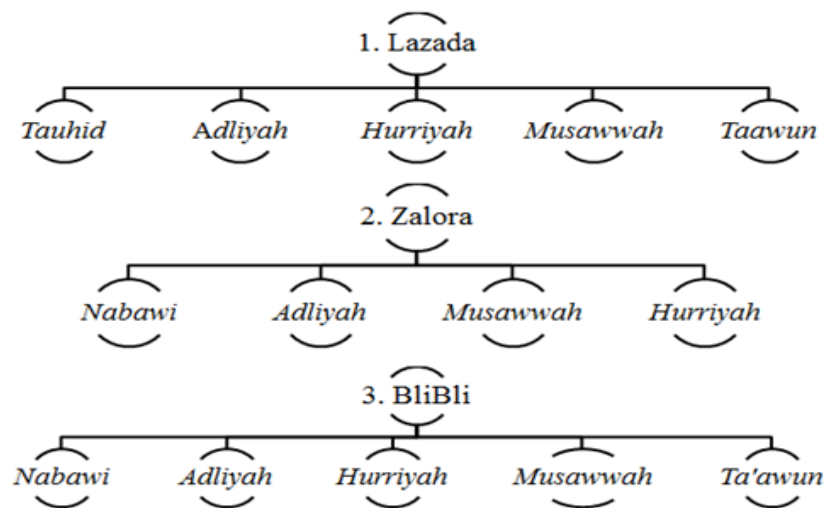 1. Lazada
Tauhid Adliyah Hurriyah Musawwah Taawun
2. Zalora
Nabawi Adliyah Musawwah Hurriyah
3. BliBli
Nabawi Adliyah Hurriyah Musawwah Ta'awun